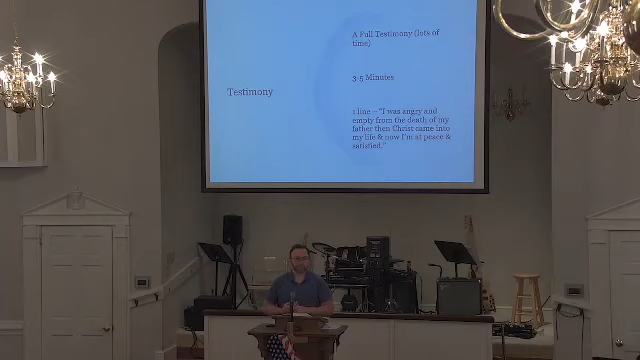 A Full Testimony (lots of
time)
3-5 Minutes
Testimony
1 line – "I was angry and
empty from the death of my
father then Christ came into
my life & now I'm at peace &
satisfied."